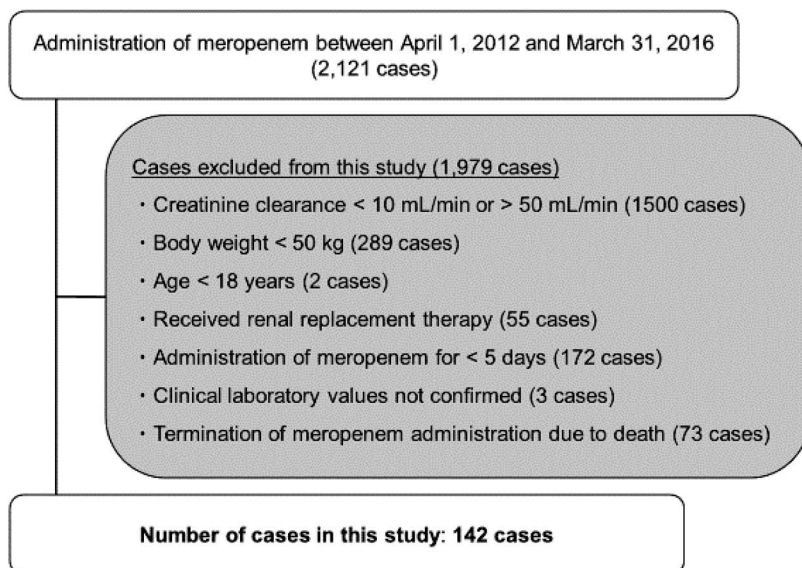 Administration of meropenem between April 1, 2012 and March 31, 2016
(2,121 cases)
Cases excluded from this study (1,979 cases)
・Creatinine clearance < 10 mL/min or > 50 mL/min (1500 cases)
・Body weight < 50 kg (289 cases)
・Age < 18 years (2 cases)
・Received renal replacement therapy (55 cases)
・Administration of meropenem for < 5 days (172 cases)
・Clinical laboratory values not confirmed (3 cases)
・Termination of meropenem administration due to death (73 cases)
Number of cases in this study: 142 cases